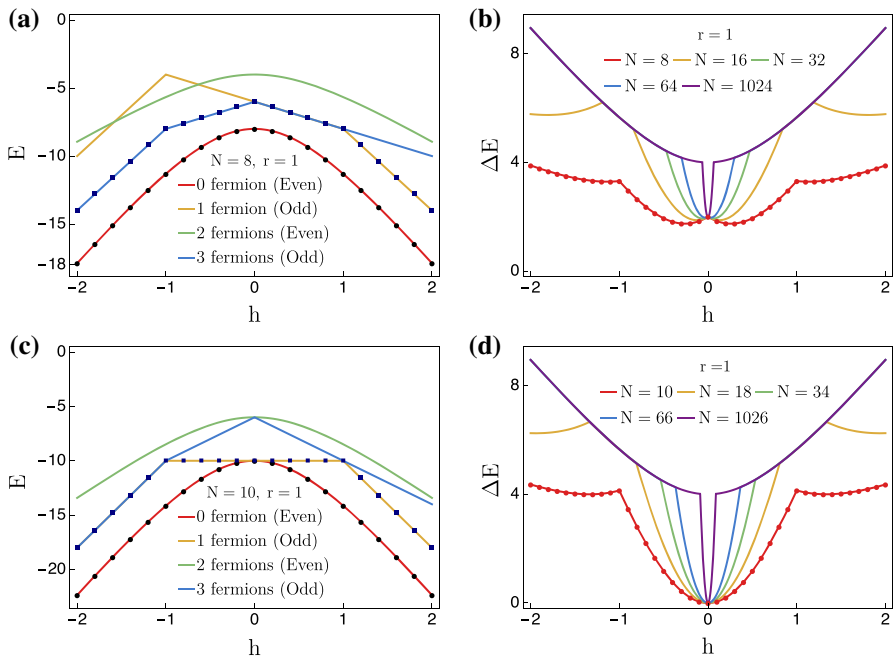 (a)
E
0
−5
−10
−15
−18
N = 8, r = 1
0 fermion (Even)
1 fermion (Odd)
2 fermions (Even)
3 fermions (Odd)
−2 −1 0 1 2
h
(b)
ΔE
8
4
0
r = 1
N = 8 N = 16 N = 32
N = 64 N = 1024
−2 −1 0 1 2
h
(c)
E
0
−5
−10
−15
−20
N = 10, r = 1
0 fermion (Even)
1 fermion (Odd)
2 fermions (Even)
3 fermions (Odd)
−2 −1 0 1 2
h
(d)
ΔE
8
4
0
r =1
N = 10 N = 18 N = 34
N = 66 N = 1026
−2 −1 0 1 2
h